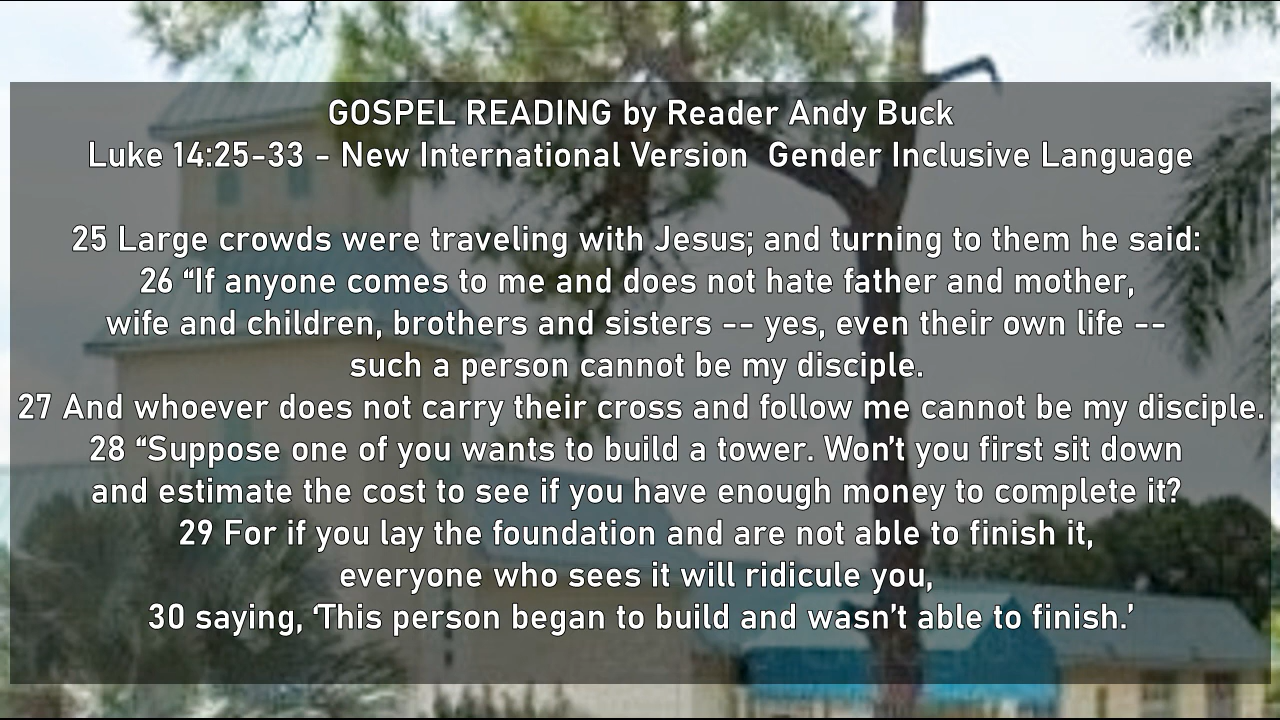 GOSPEL READING by Reader Andy Buck
Luke 14:25-33 - New International Version  Gender Inclusive Language
25 Large crowds were traveling with Jesus; and turning to them he said:
26 “If anyone comes to me and does not hate father and mother,
wife and children, brothers and sisters -- yes, even their own life --
such a person cannot be my disciple.
27 And whoever does not carry their cross and follow me cannot be my disciple.
28 “Suppose one of you wants to build a tower. Won’t you first sit down
and estimate the cost to see if you have enough money to complete it?
29 For if you lay the foundation and are not able to finish it,
everyone who sees it will ridicule you,
30 saying, ‘This person began to build and wasn’t able to finish.’